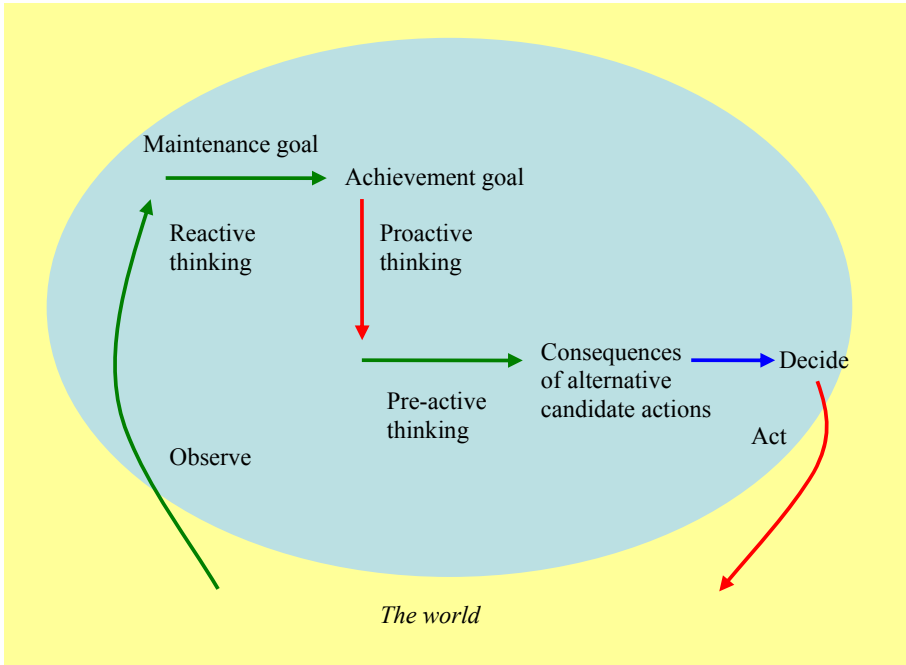 Maintenance goal
Achievement goal
Reactive
thinking
Proactive
thinking
Consequences
of alternative
candidate actions
Decide
Pre-active
thinking
Act
Observe
The world